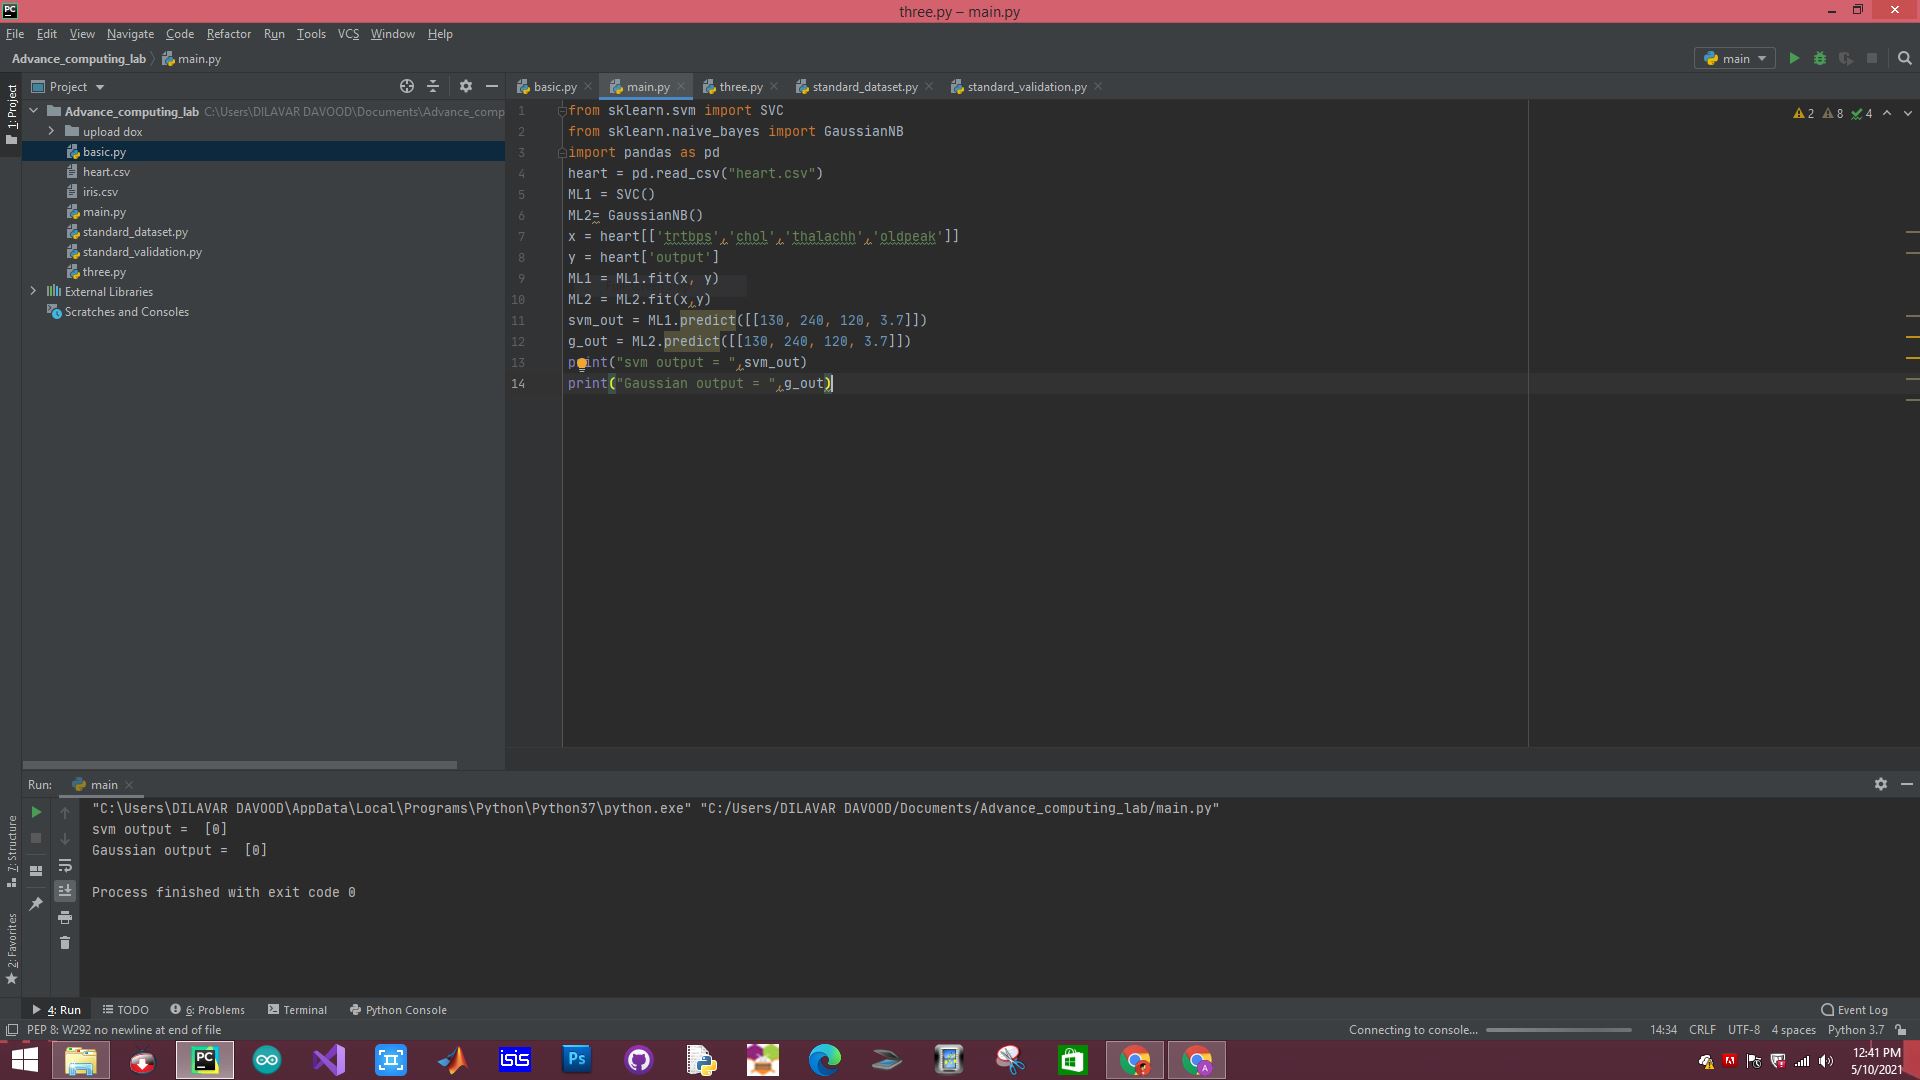 PC
three.py – main.py
File Edit View Navigate Code Refactor Run Tools VCS Window Help
Advance_computing_lab main.py
main
Project
basic.py main.py three.py standard_dataset.py standard_validation.py
1: Project
Advance_computing_lab C:\Users\DILAVAR DAVOOD\Documents\Advance_comp
upload dox
basic.py
heart.csv
iris.csv
main.py
standard_dataset.py
standard_validation.py
three.py
External Libraries
Scratches and Consoles
2 8 4
1 from sklearn.svm import SVC
2 from sklearn.naive_bayes import GaussianNB
3 import pandas as pd
4 heart = pd.read_csv("heart.csv")
5 ML1 = SVC()
6 ML2= GaussianNB()
7 x = heart[['trtbps','chol','thalachh','oldpeak']]
8 y = heart['output']
9 ML1 = ML1.fit(x, y)
10 ML2 = ML2.fit(x,y)
11 svm_out = ML1.predict([[130, 240, 120, 3.7]])
12 g_out = ML2.predict([[130, 240, 120, 3.7]])
13 print("svm output = ",svm_out)
14 print("Gaussian output = ",g_out)
Run: main
"C:\Users\DILAVAR DAVOOD\AppData\Local\Programs\Python\Python37\python.exe" "C:/Users/DILAVAR DAVOOD/Documents/Advance_computing_lab/main.py"
svm output =  [0]
Gaussian output =  [0]
Process finished with exit code 0
7: Structure
2: Favorites
4: Run TODO 6: Problems Terminal Python Console Event Log
PEP 8: W292 no newline at end of file
Connecting to console... 14:34 CRLF UTF-8 4 spaces Python 3.7
PC
isis
Ps
A
12:41 PM
5/10/2021